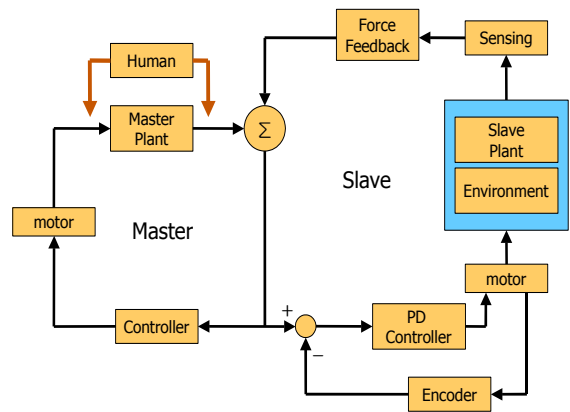 Human
Force
Feedback
Sensing
Master
Plant
Σ
Slave
Plant
Slave
Environment
motor
Master
motor
+
PD
Controller
Controller
−
Encoder